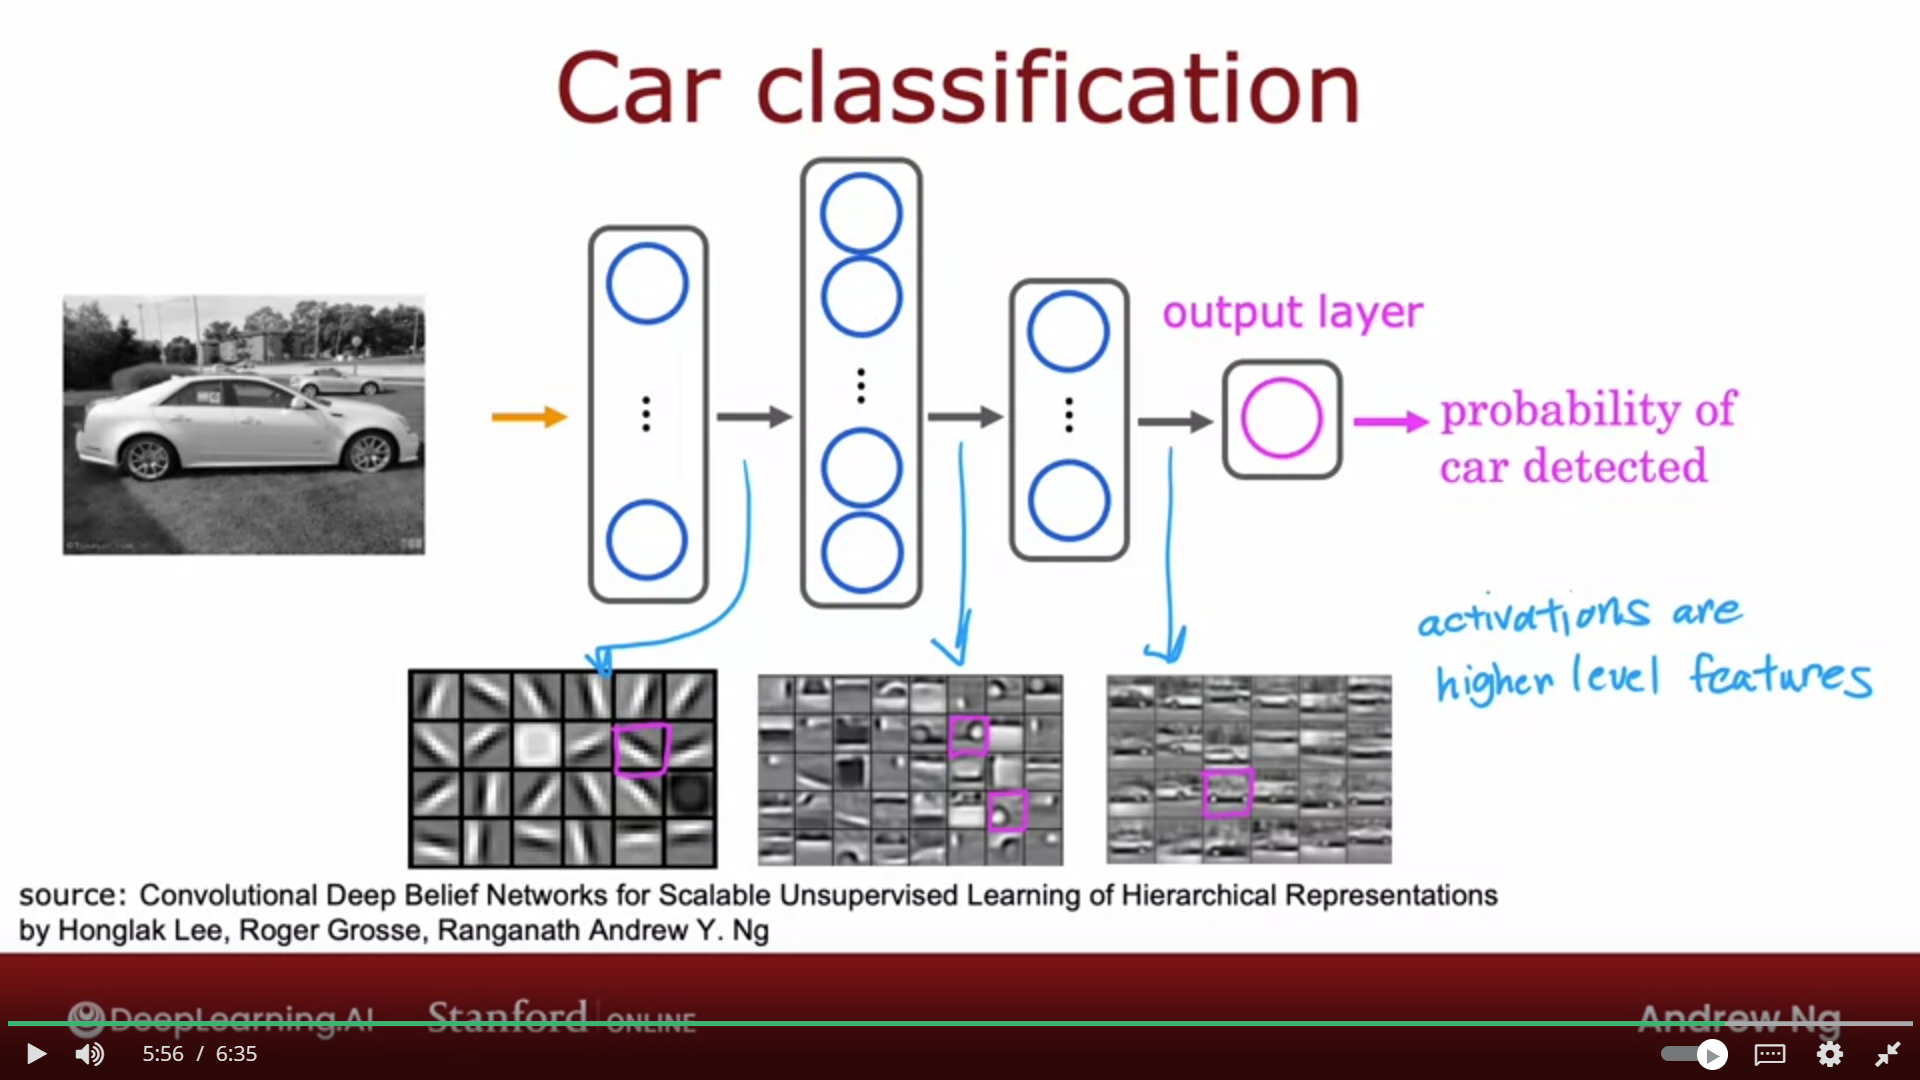 Car classification
output layer
probability of
car detected
activations are
higher level features
source: Convolutional Deep Belief Networks for Scalable Unsupervised Learning of Hierarchical Representations
by Honglak Lee, Roger Grosse, Ranganath Andrew Y. Ng
DeepLearning.AI Stanford ONLINE Andrew Ng
5:56 / 6:35